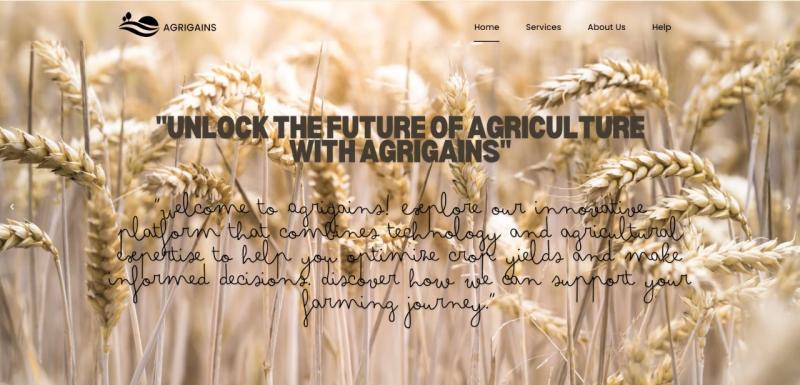 AGRIGAINS
Home Services About Us Help
"UNLOCK THE FUTURE OF AGRICULTURE
WITH AGRIGAINS"
"welcome to agrigains! explore our innovative
platform that combines technology and agricultural
expertise to help you optimise crop yields and make
informed decisions. discover how we can support your
farming journey."